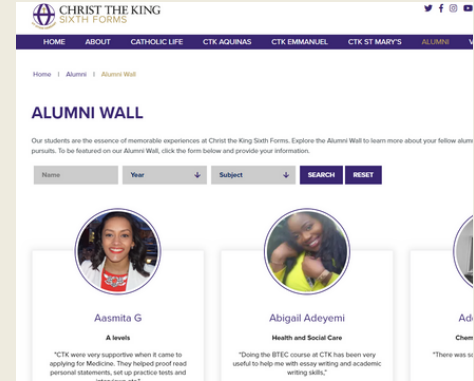 CHRIST THE KING
SIXTH FORMS
HOME ABOUT CATHOLIC LIFE CTK AQUINAS CTK EMMANUEL CTK ST MARY'S ALUMNI
Home | Alumni | Alumni Wall
ALUMNI WALL
Our students are the essence of memorable experiences at Christ the King Sixth Forms. Explore the Alumni Wall to learn more about your fellow alum
pursuits. To be featured on our Alumni Wall, click the form below and provide your information.
Name Year Subject SEARCH RESET
Aasmita G
A levels
"CTK were very supportive when it came to
applying for Medicine. They helped proof read
personal statements, set up practice tests and
Abigail Adeyemi
Health and Social Care
"Doing the BTEC course at CTK has been very
useful to help me with essay writing and academic
writing skills,"
Ad
Chem
"There was so